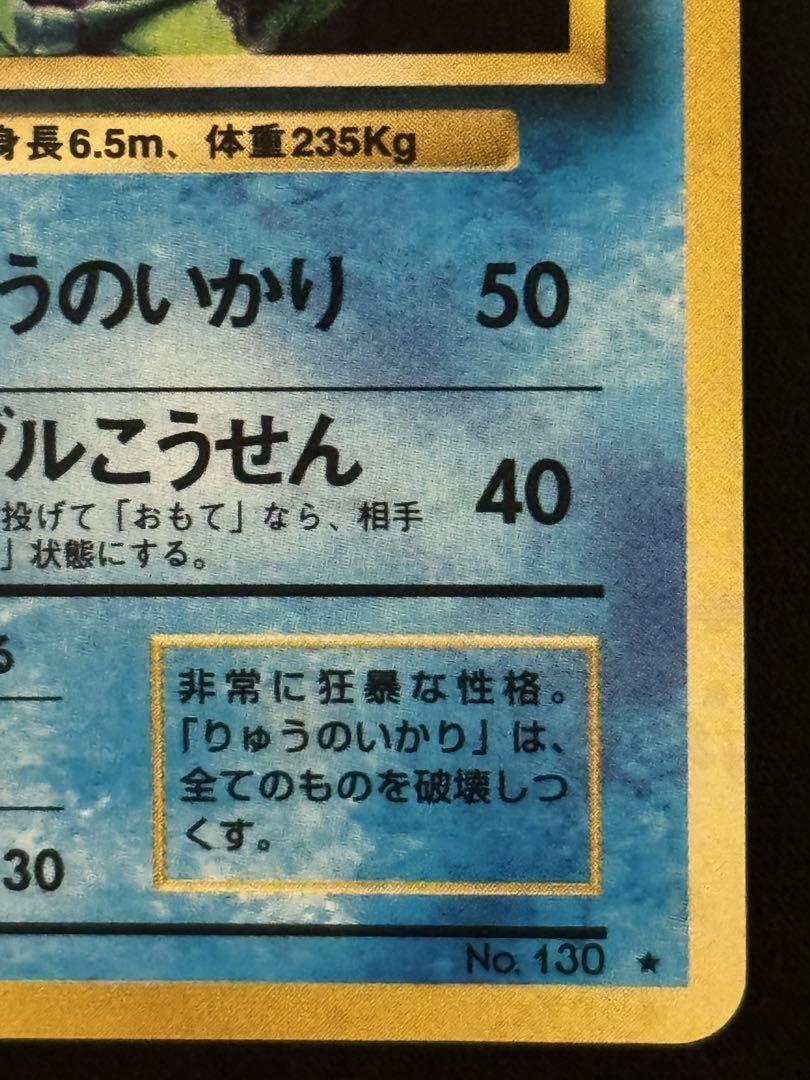 身長6.5m、体重235Kg
うのいかり 50
ブルこうせん 40
投げて「おもて」なら、相手
」状態にする。
る
非常に狂暴な性格。
「りゅうのいかり」は、
全てのものを破壊しつ
くす。
30
No. 130 ★